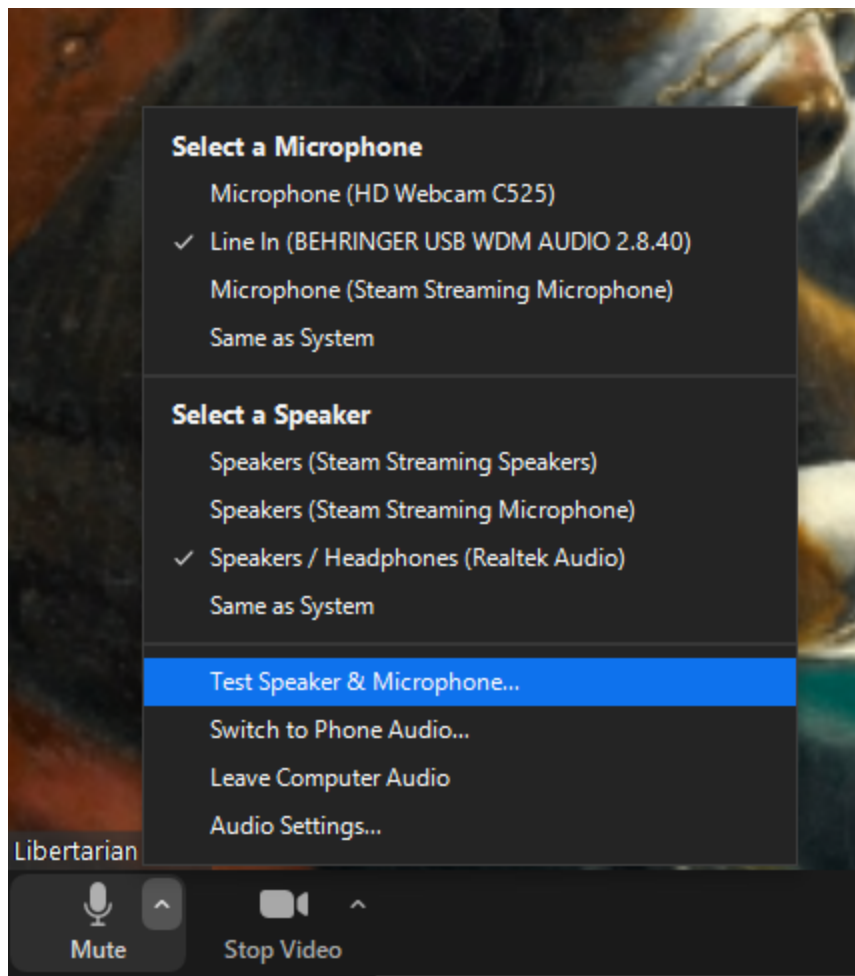 Select a Microphone
Microphone (HD Webcam C525)
Line In (BEHRINGER USB WDM AUDIO 2.8.40)
Microphone (Steam Streaming Microphone)
Same as System
Select a Speaker
Speakers (Steam Streaming Speakers)
Speakers (Steam Streaming Microphone)
Speakers / Headphones (Realtek Audio)
Same as System
Test Speaker & Microphone...
Switch to Phone Audio...
Leave Computer Audio
Audio Settings...
Libertarian
Mute
Stop Video